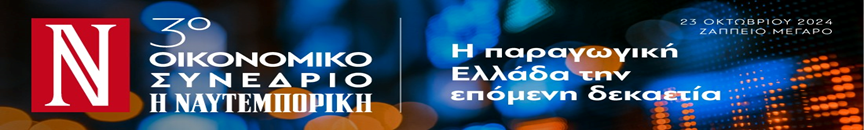 N
3ο
ΟΙΚΟΝΟΜΙΚΟ
ΣΥΝΕΔΡΙΟ
Η ΝΑΥΤΕΜΠΟΡΙΚΗ
Η παραγωγική
Ελλάδα την
επόμενη δεκαετία
23 ΟΚΤΩΒΡΙΟΥ 2024
ΖΑΠΠΕΙΟ ΜΕΓΑΡΟ